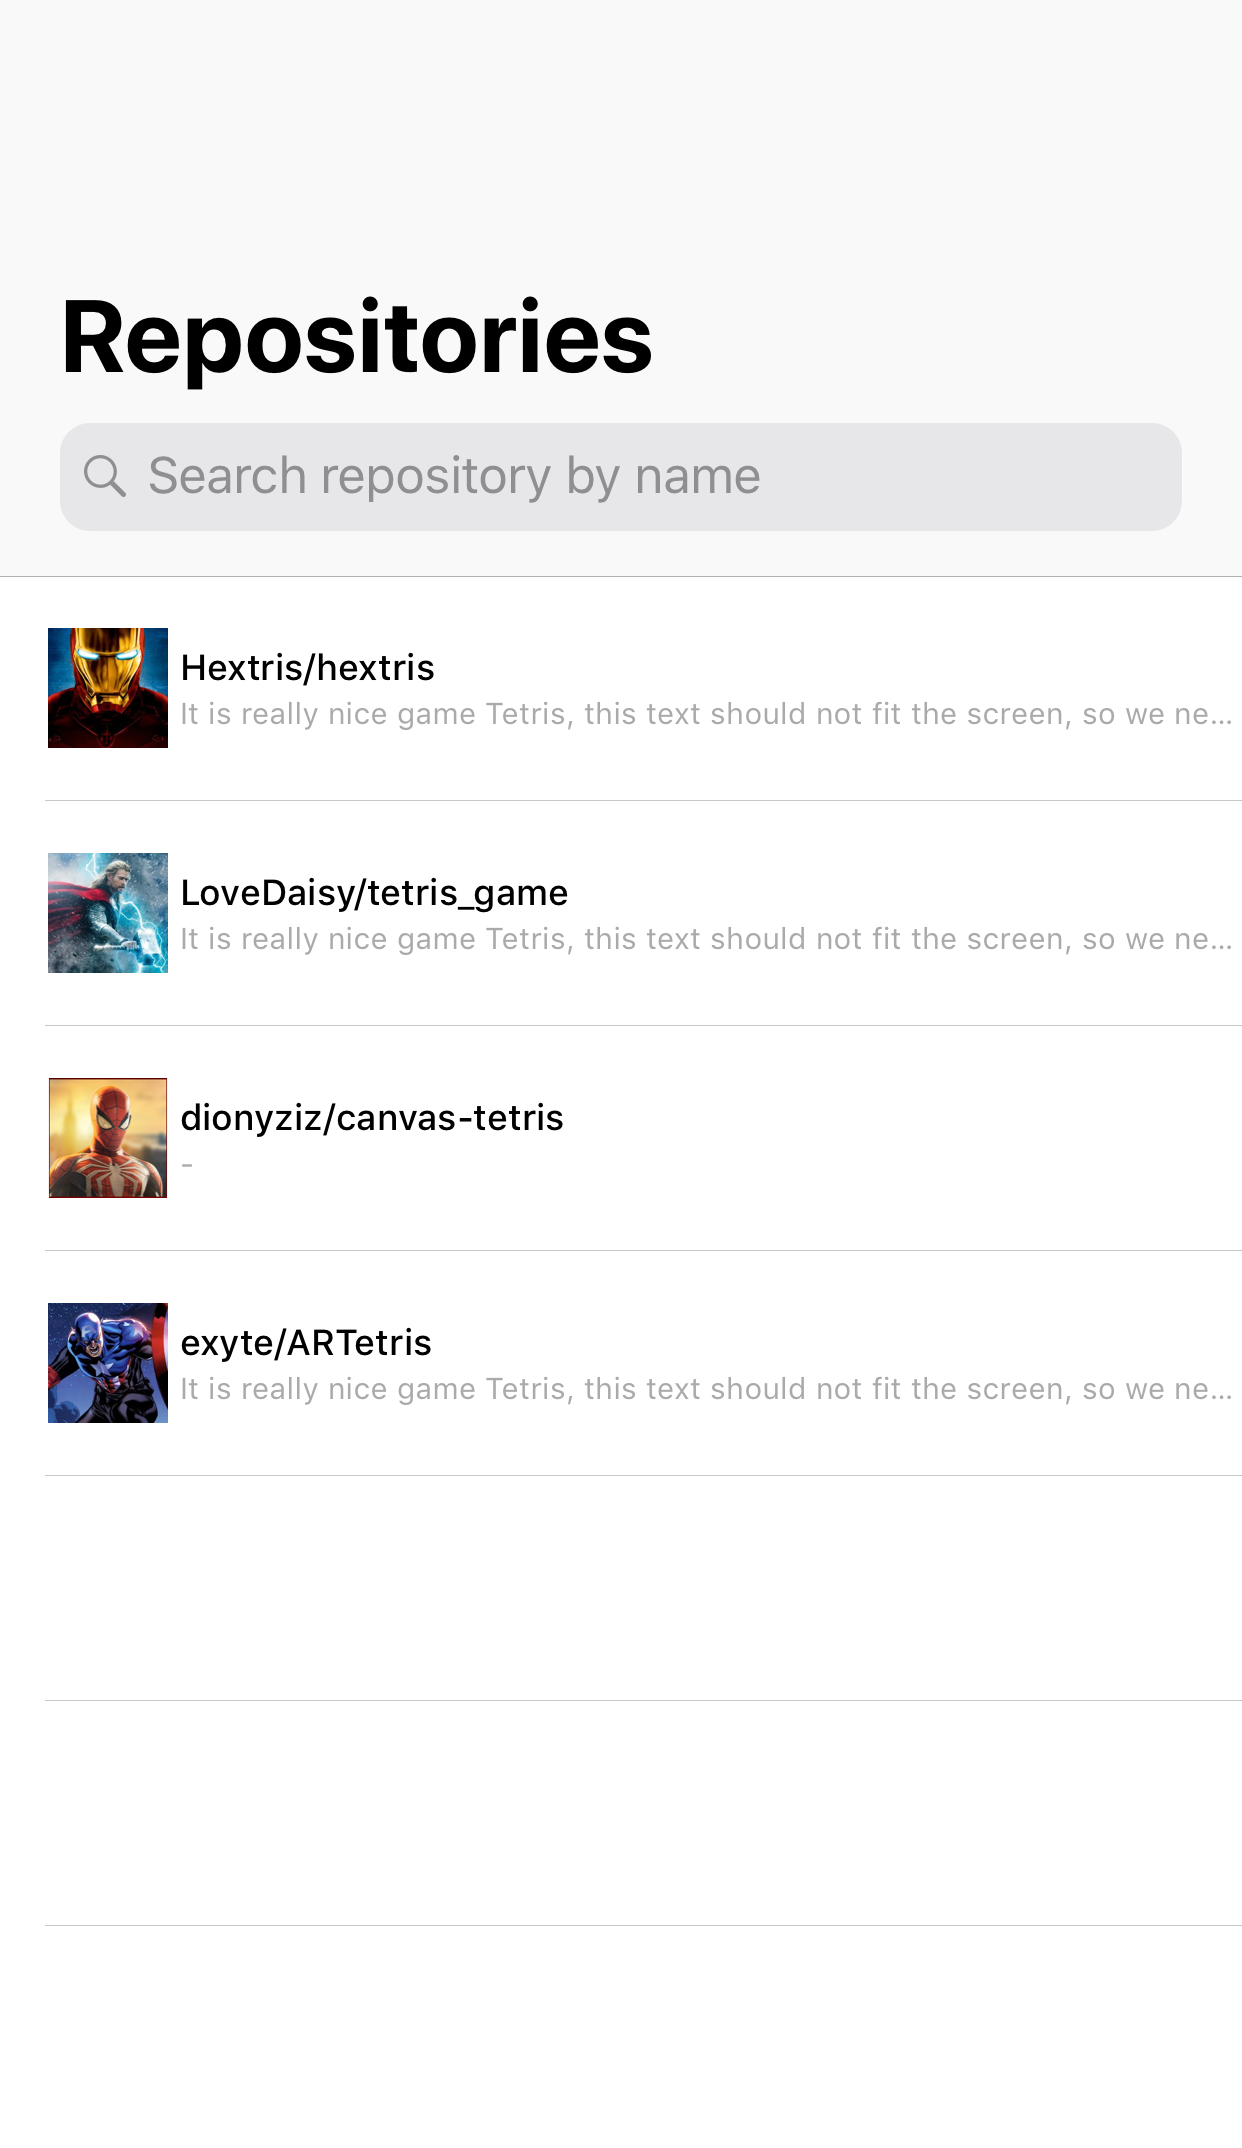 Repositories
Search repository by name
Hextris/hextris
It is really nice game Tetris, this text should not fit the screen, so we ne...
LoveDaisy/tetris_game
It is really nice game Tetris, this text should not fit the screen, so we ne...
dionyziz/canvas-tetris
-
exyte/ARTetris
It is really nice game Tetris, this text should not fit the screen, so we ne...